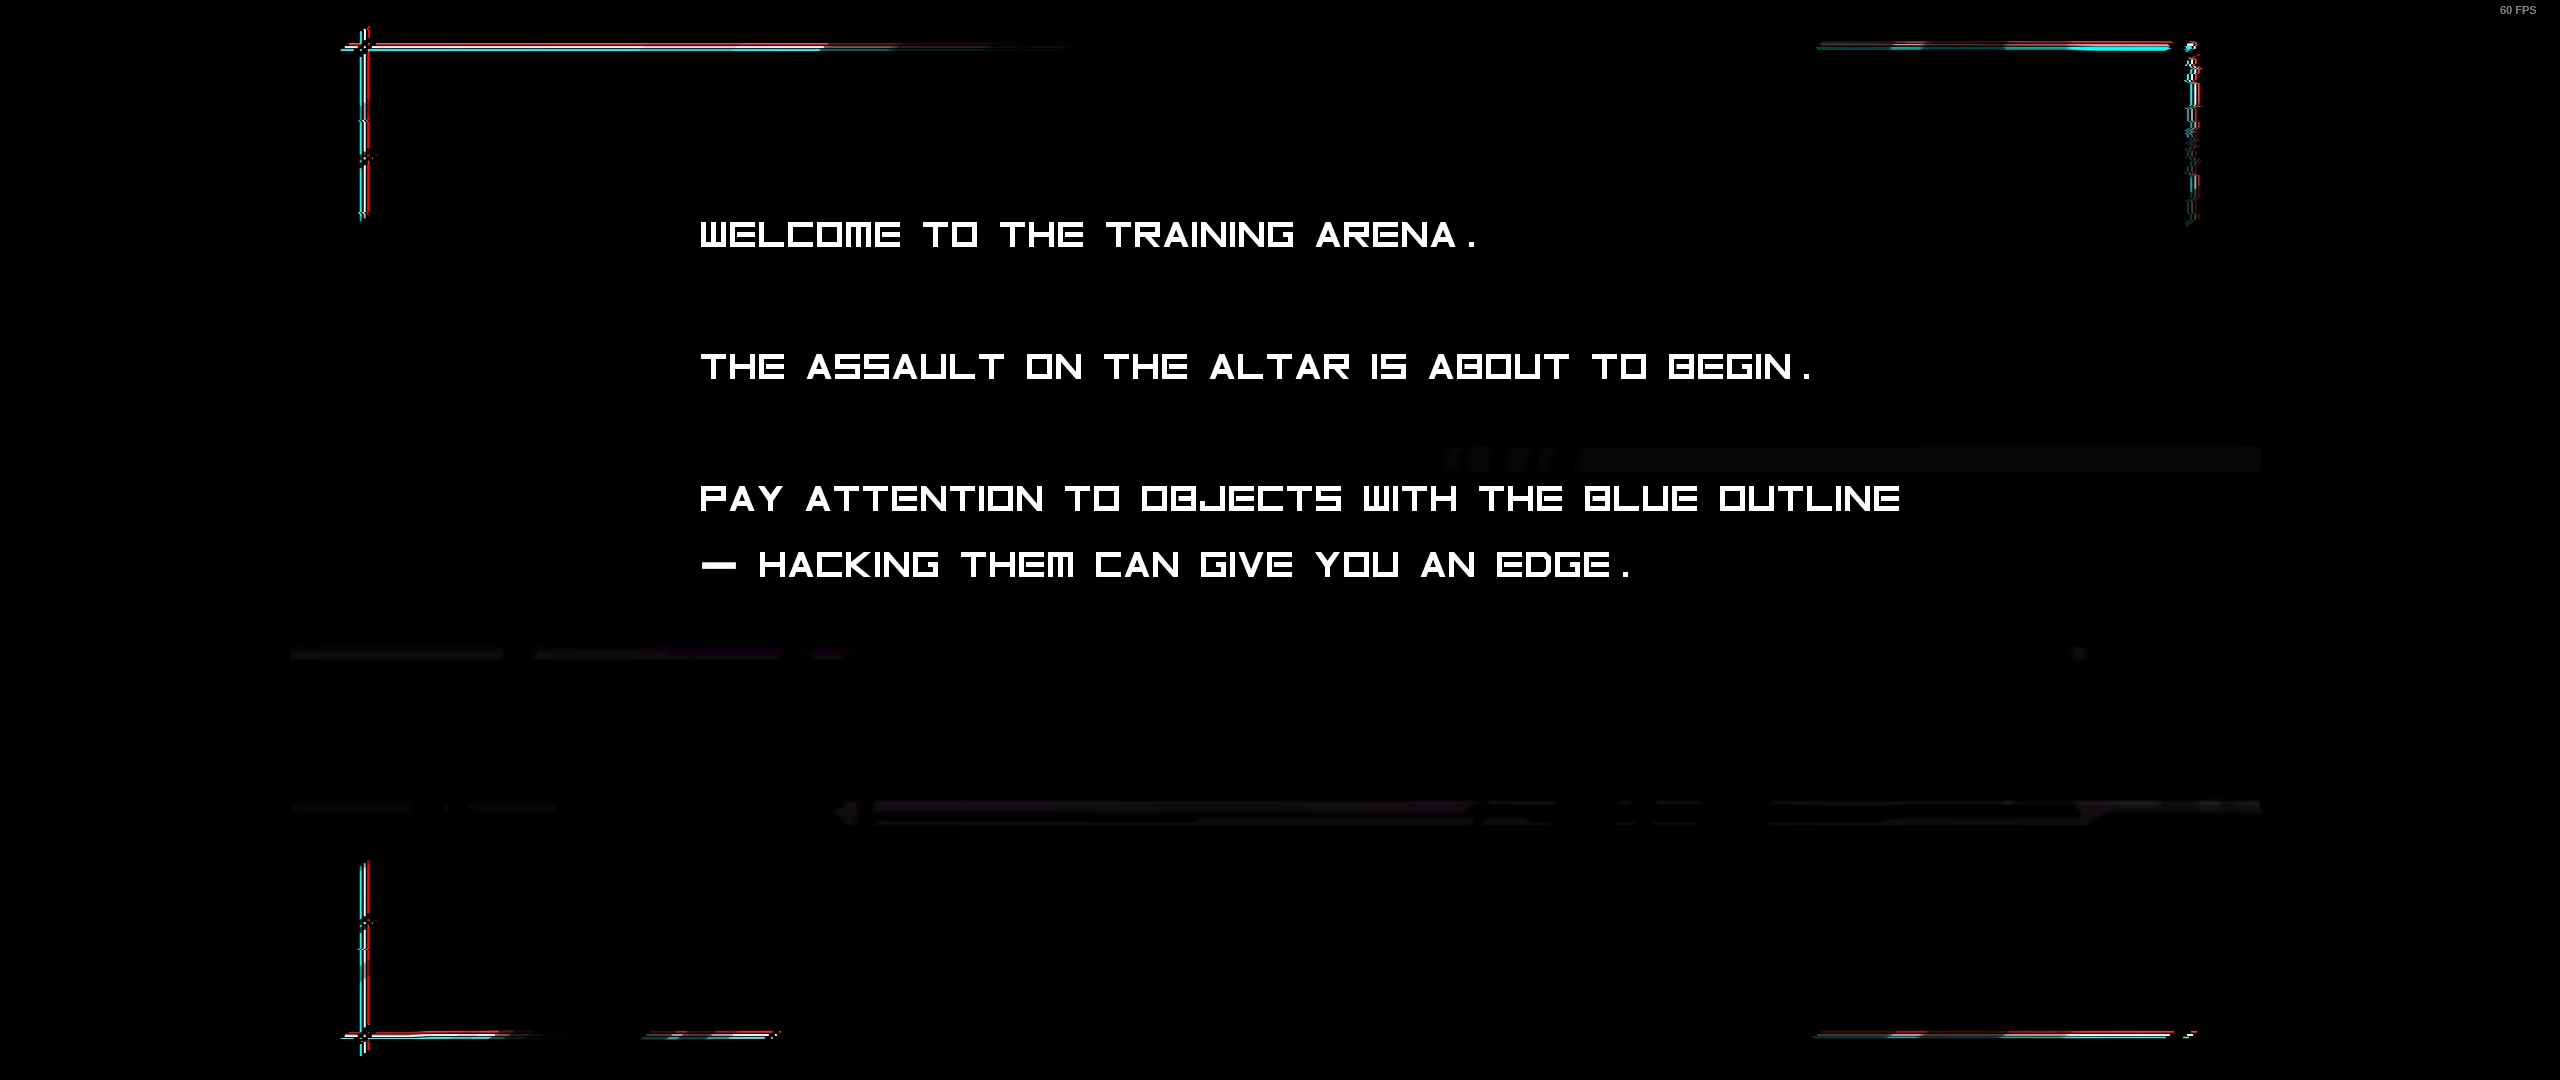 60 FPS
WELCOME TO THE TRAINING ARENA.
THE ASSAULT ON THE ALTAR IS ABOUT TO BEGIN.
PAY ATTENTION TO OBJECTS WITH THE BLUE OUTLINE
— HACKING THEM CAN GIVE YOU AN EDGE.